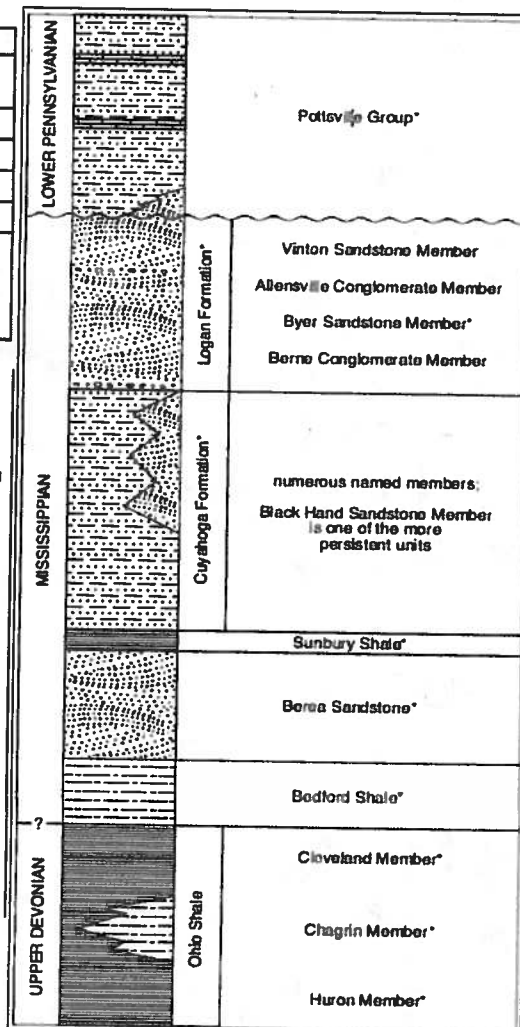 LOWER PENNSYLVANIAN
Pottsville Group*
MISSISSIPPIAN
Logan Formation*
Vinton Sandstone Member
Allensville Conglomerate Member
Byer Sandstone Member*
Berne Conglomerate Member
Cuyahoga Formation*
numerous named members;
Black Hand Sandstone Member
is one of the more
persistent units
Sunbury Shale*
Berea Sandstone*
Bedford Shale*
?
UPPER DEVONIAN
Ohio Shale
Cleveland Member*
Chagrin Member*
Huron Member*